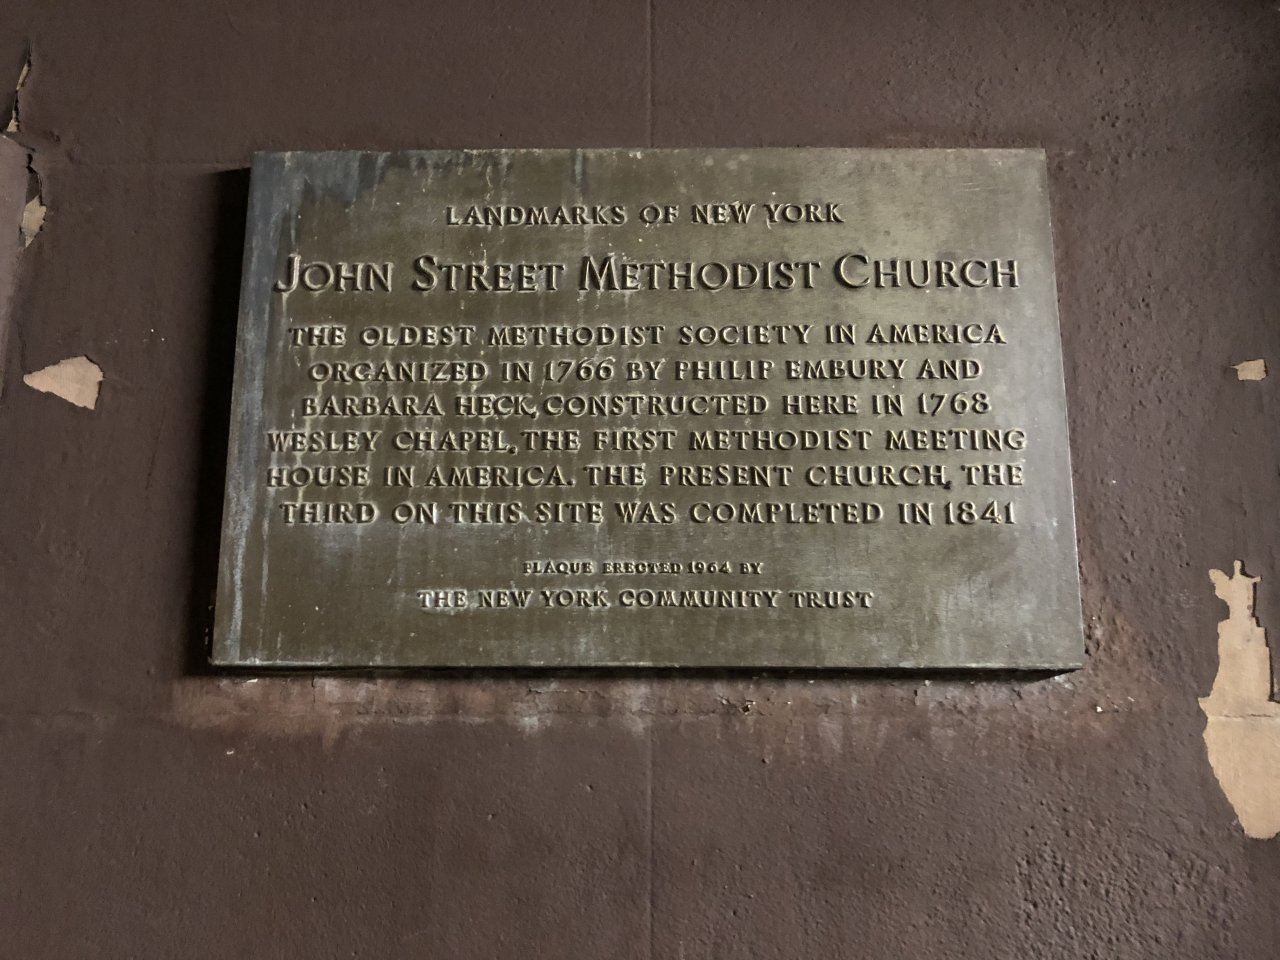 LANDMARKS OF NEW YORK
JOHN STREET METHODIST CHURCH
THE OLDEST METHODIST SOCIETY IN AMERICA
ORGANIZED IN 1766 BY PHILIP EMBURY AND
BARBARA HECK, CONSTRUCTED HERE IN 1768
WESLEY CHAPEL, THE FIRST METHODIST MEETING
HOUSE IN AMERICA. THE PRESENT CHURCH, THE
THIRD ON THIS SITE WAS COMPLETED IN 1841
PLAQUE ERECTED 1964 BY
THE NEW YORK COMMUNITY TRUST